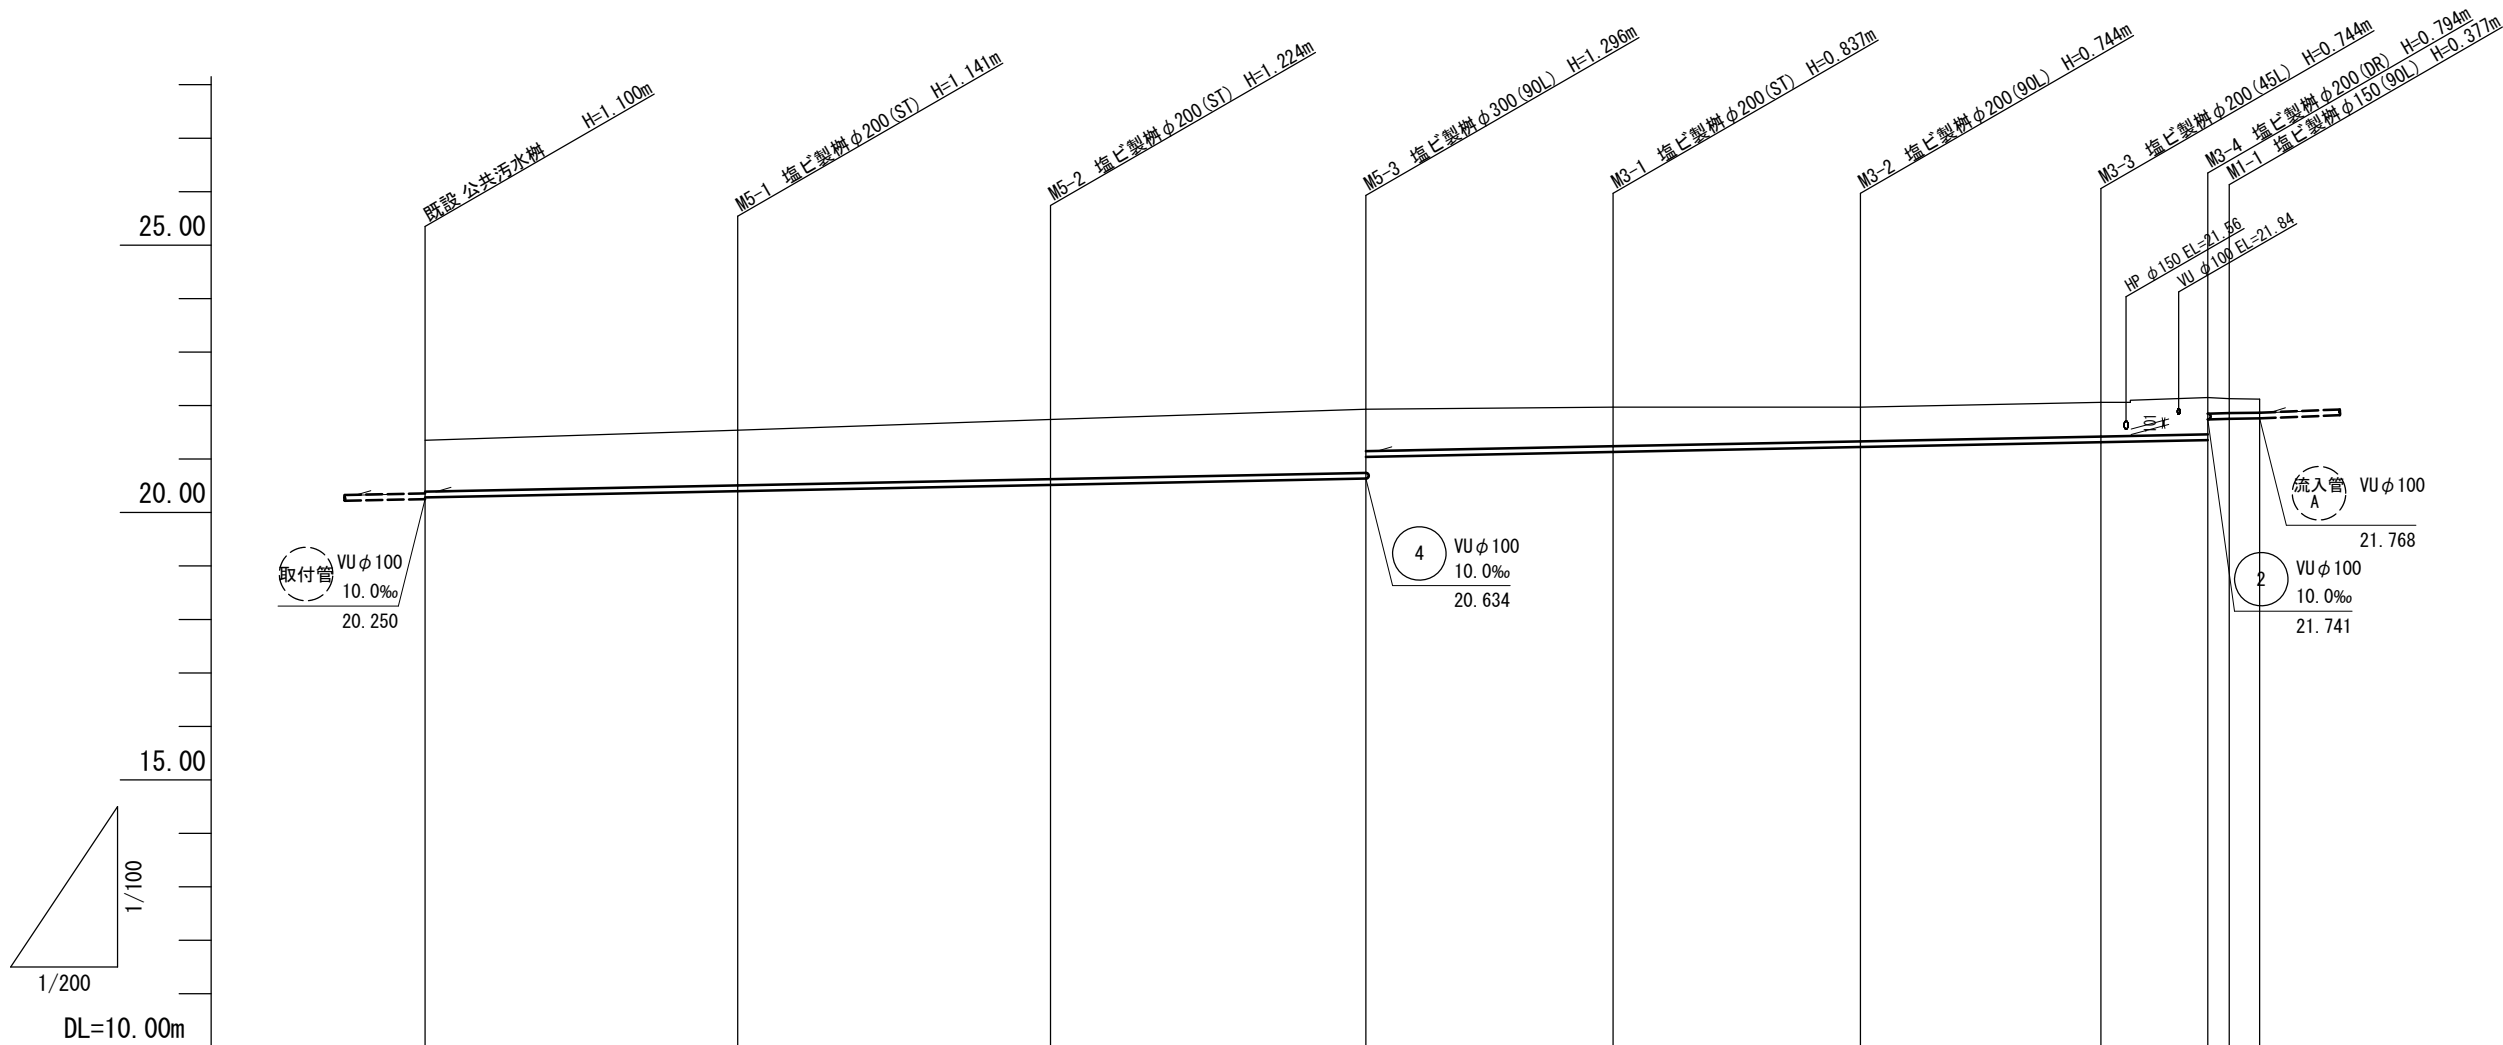 既設 公共汚水桝 H=1.100m
M5-1 塩ビ製桝φ200(ST) H=1.141m
M5-2 塩ビ製桝φ200(ST) H=1.224m
M5-3 塩ビ製桝φ300(90L) H=1.296m
M3-1 塩ビ製桝φ200(ST) H=0.837m
M3-2 塩ビ製桝φ200(90L) H=0.744m
M3-3 塩ビ製桝φ200(45L) H=0.744m
M3-4 塩ビ製桝φ200(DR) H=0.794m
M1-1 塩ビ製桝φ150(90L) H=0.377m
HP φ150 EL=21.56
VU φ100 EL=21.84
25.00
20.00
15.00
DL=10.00m
1/100
1/200
101
取付管
VUφ100
10.0‰
20.250
4
VUφ100
10.0‰
20.634
流入管
A
VUφ100
21.768
2
VUφ100
10.0‰
21.741